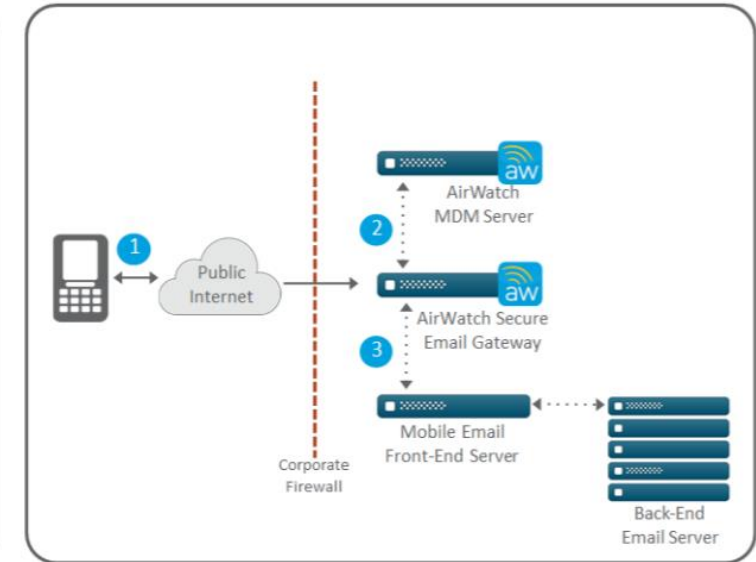 aw
AirWatch
MDM Server
1
2
Public
Internet
aw
AirWatch Secure
Email Gateway
3
Mobile Email
Front-End Server
Corporate
Firewall
Back-End
Email Server